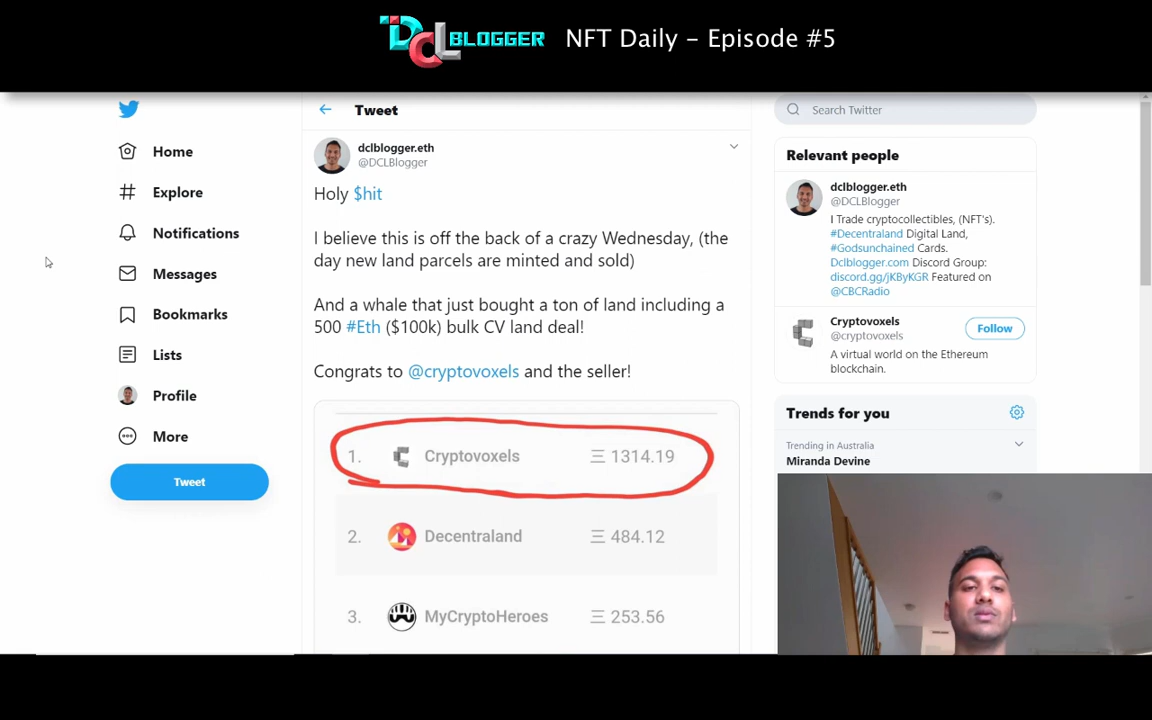 DCL BLOGGER NFT Daily – Episode #5
Home
Explore
Notifications
Messages
Bookmarks
Lists
Profile
More
Tweet
Tweet
dclblogger.eth
@DCLBlogger
Holy $hit
I believe this is off the back of a crazy Wednesday, (the
day new land parcels are minted and sold)
And a whale that just bought a ton of land including a
500 #Eth ($100k) bulk CV land deal!
Congrats to @cryptovoxels and the seller!
1. Cryptovoxels 三 1314.19
2. Decentraland 三 484.12
3. MyCryptoHeroes 三 253.56
Search Twitter
Relevant people
dclblogger.eth
@DCLBlogger
I Trade cryptocollectibles, (NFT's).
#Decentraland Digital Land,
#Godsunchained Cards.
Dclblogger.com Discord Group:
discord.gg/jKByKGR Featured on
@CBCRadio
Cryptovoxels
@cryptovoxels
Follow
A virtual world on the Ethereum
blockchain.
Trends for you
Trending in Australia
Miranda Devine